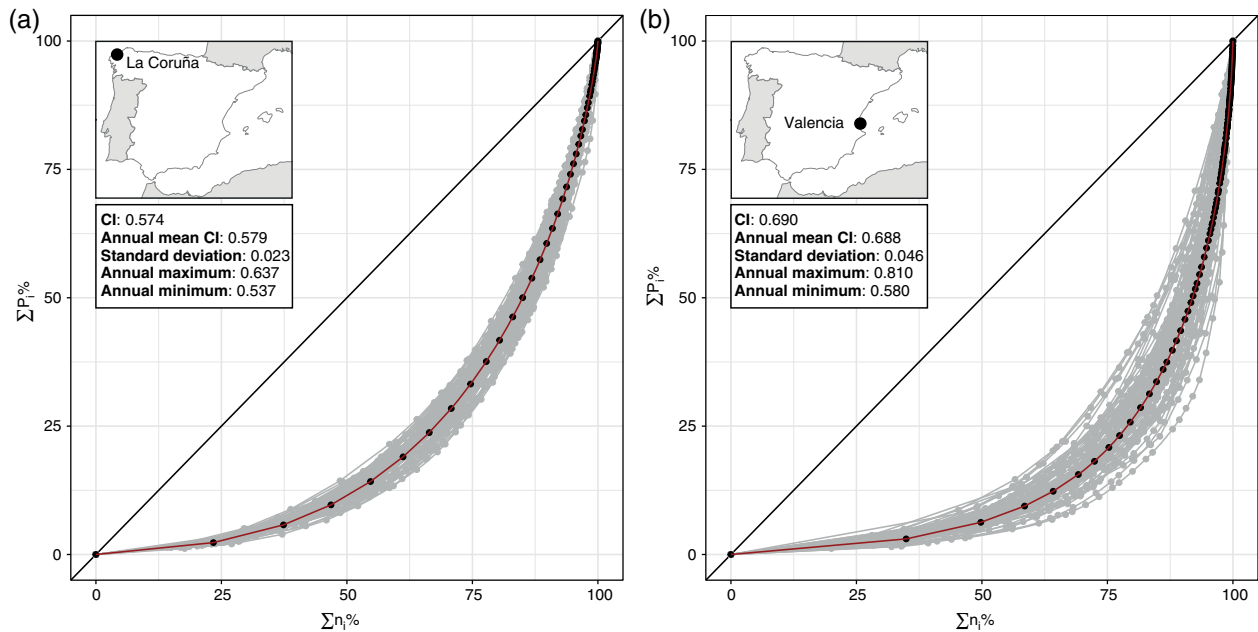 (a)
100
75
50
25
0
ΣPᵢ%
La Coruña
CI: 0.574
Annual mean CI: 0.579
Standard deviation: 0.023
Annual maximum: 0.637
Annual minimum: 0.537
0 25 50 75 100
Σnᵢ%
(b)
100
75
50
25
0
ΣPᵢ%
Valencia
CI: 0.690
Annual mean CI: 0.688
Standard deviation: 0.046
Annual maximum: 0.810
Annual minimum: 0.580
0 25 50 75 100
Σnᵢ%